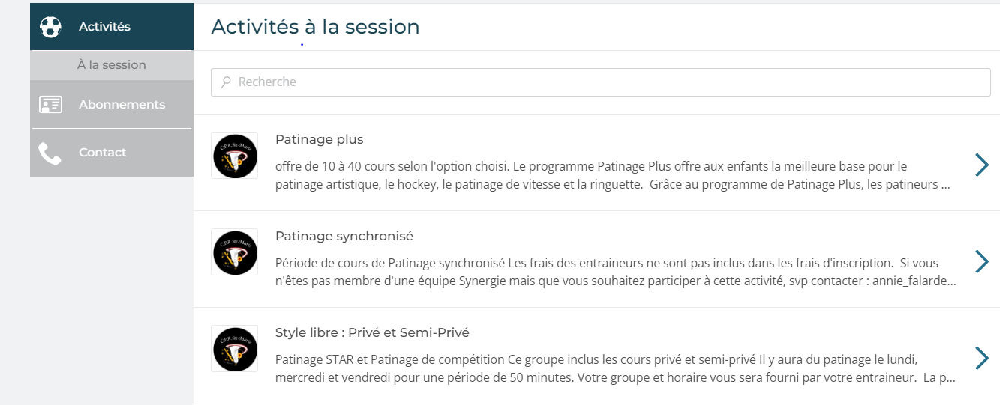 Activités
À la session
Abonnements
Contact
Activités à la session
Recherche
C.P.A. Ste-Marie
Patinage plus
offre de 10 à 40 cours selon l'option choisi. Le programme Patinage Plus offre aux enfants la meilleure base pour le
patinage artistique, le hockey, le patinage de vitesse et la ringuette.  Grâce au programme de Patinage Plus, les patineurs ...
C.P.A. Ste-Marie
Patinage synchronisé
Période de cours de Patinage synchronisé Les frais des entraineurs ne sont pas inclus dans les frais d'inscription.  Si vous
n'êtes pas membre d'une équipe Synergie mais que vous souhaitez participer à cette activité, svp contacter : annie_falarde...
C.P.A. Ste-Marie
Style libre : Privé et Semi-Privé
Patinage STAR et Patinage de compétition Ce groupe inclus les cours privé et semi-privé Il y aura du patinage le lundi,
mercredi et vendredi pour une période de 50 minutes. Votre groupe et horaire vous sera fourni par votre entraineur.  La p...